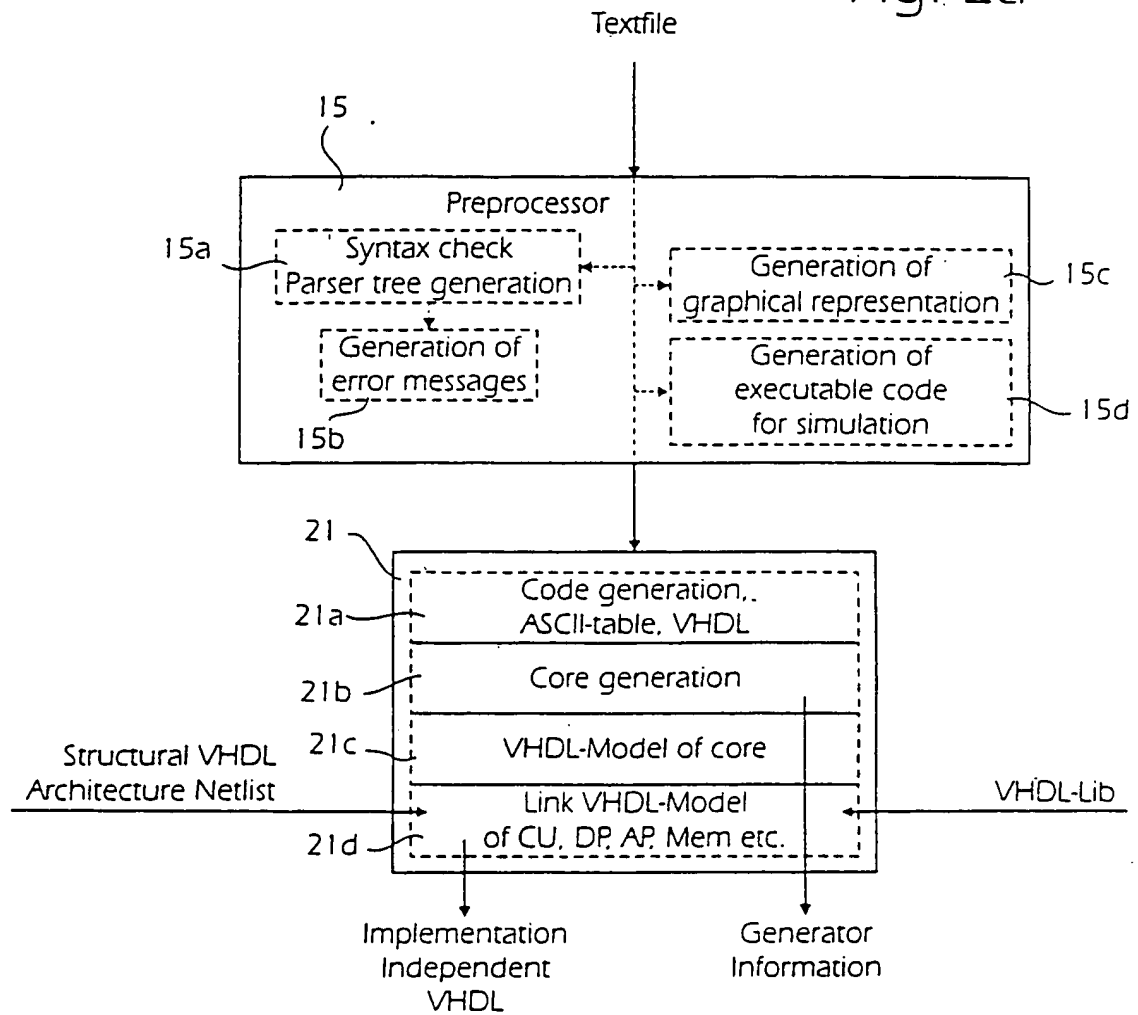 Textfile
15
Preprocessor
15a
Syntax check
Parser tree generation
Generation of
graphical representation
15c
Generation of
error messages
15b
Generation of
executable code
for simulation
15d
21
21a
Code generation,
ASCII-table, VHDL
21b
Core generation
21c
VHDL-Model of core
Structural VHDL
Architecture Netlist
Link VHDL-Model
of CU, DP, AP, Mem etc.
VHDL-Lib
21d
Implementation
Independent
VHDL
Generator
Information